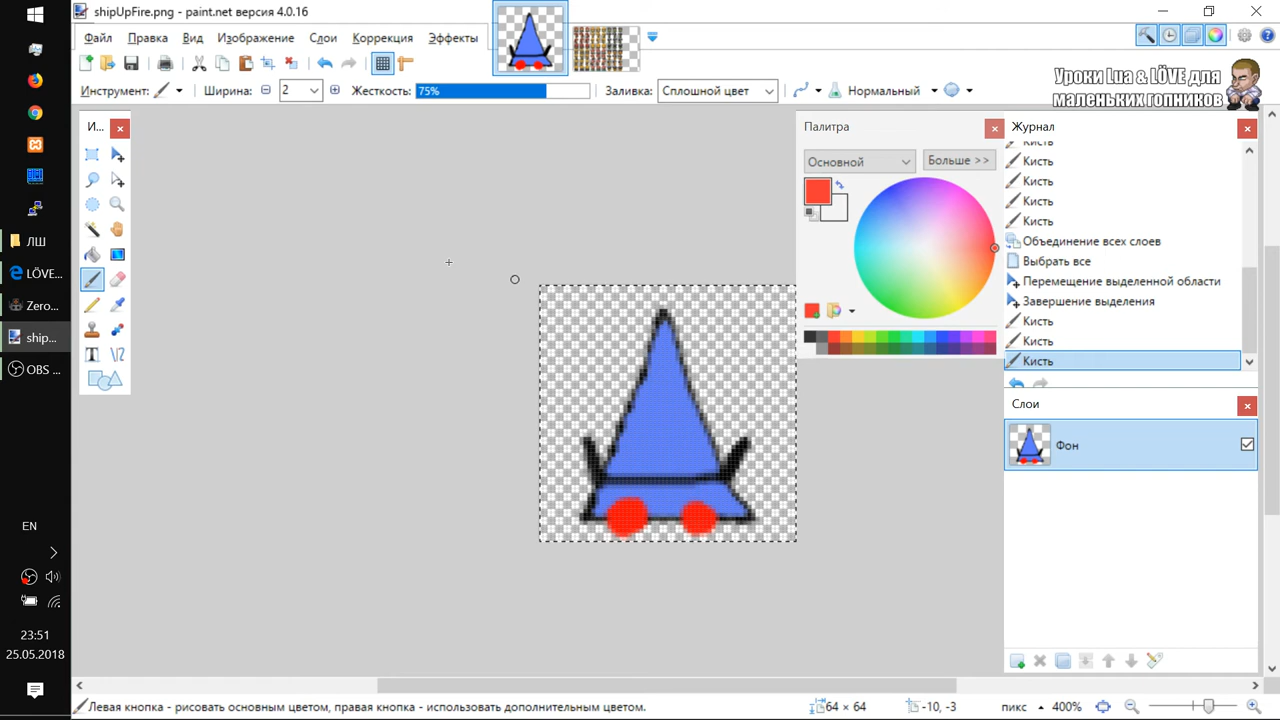 shipUpFire.png - paint.net версия 4.0.16
Файл Правка Вид Изображение Слои Коррекция Эффекты
Инструмент: Ширина: 2 Жесткость: 75% Заливка: Сплошной цвет Нормальный
Уроки Lua & LÖVE для
маленьких гопников
И...
Палитра
Основной Больше >>
Журнал
Кисть
Кисть
Кисть
Кисть
Кисть
Объединение всех слоев
Выбрать все
Перемещение выделенной области
Завершение выделения
Кисть
Кисть
Кисть
Слои
Фон
ЛШ
LÖVE...
Zero...
ship...
OBS ...
EN
23:51
25.05.2018
Левая кнопка - рисовать основным цветом, правая кнопка - использовать дополнительным цветом.
64 × 64
-10, -3
пикс
400%